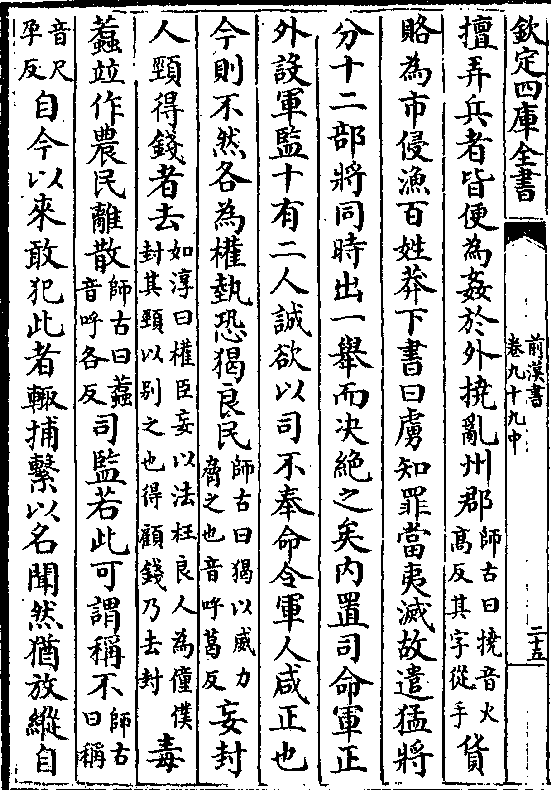 欽定四庫全書
前漢書
卷九十九中
二十五
擅弄兵者皆便為姦於外撓亂州郡師古曰撓音火高反其字從手貨
賂為市侵漁百姓莽下書曰虜知罪當夷滅故遣猛將
分十二部將同時出一舉而決絕之矣內置司命軍正
外設軍監十有二人誠欲以司不奉命令軍人咸正也
今則不然各為權勢恐猲良民師古曰猲以威力脅之也音呼葛反妄封
人頸得錢者去如淳曰權臣妄以法枉良人為僮僕封其頸以别之也得顧錢乃去封毒
蠚並作農民離散師古曰蠚音呼各反司監若此可謂稱不師古曰稱
音尺孕反自今以來敢犯此者輒捕繫以名聞然猶放縱自